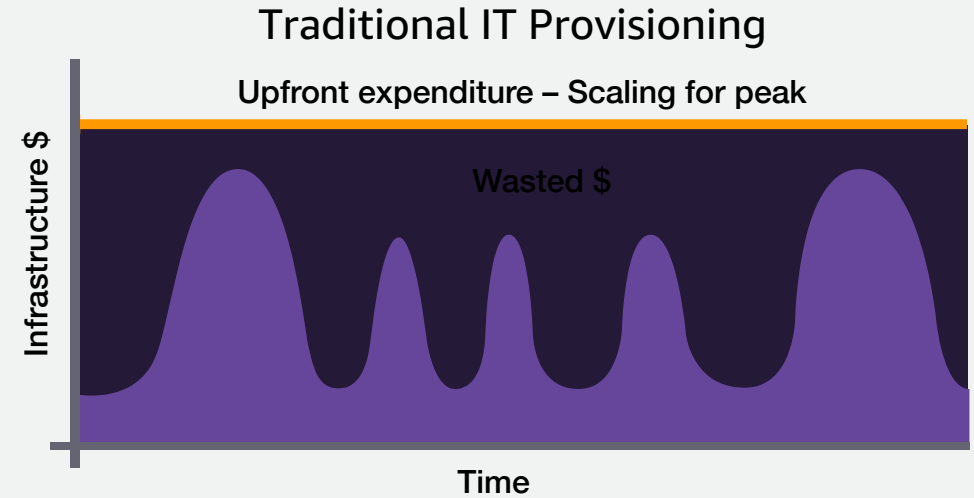 Traditional IT Provisioning
Upfront expenditure – Scaling for peak
Infrastructure $
Wasted $
Time